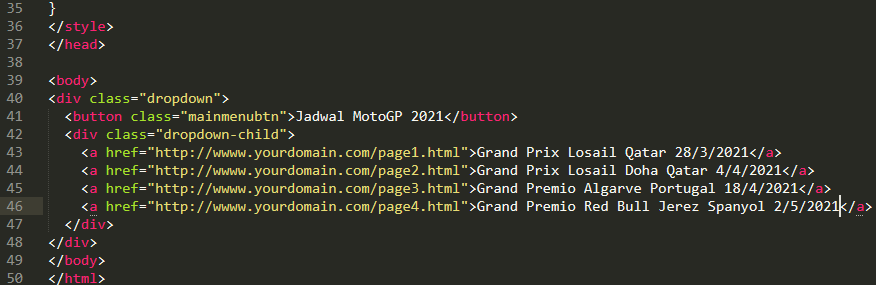 35 }
36 </style>
37 </head>
38
39 <body>
40 <div class="dropdown">
41 <button class="mainmenubtn">Jadwal MotoGP 2021</button>
42 <div class="dropdown-child">
43 <a href="http://wwww.yourdomain.com/page1.html">Grand Prix Losail Qatar 28/3/2021</a>
44 <a href="http://wwww.yourdomain.com/page2.html">Grand Prix Losail Doha Qatar 4/4/2021</a>
45 <a href="http://wwww.yourdomain.com/page3.html">Grand Premio Algarve Portugal 18/4/2021</a>
46 <a href="http://wwww.yourdomain.com/page4.html">Grand Premio Red Bull Jerez Spanyol 2/5/2021</a>
47 </div>
48 </div>
49 </body>
50 </html>